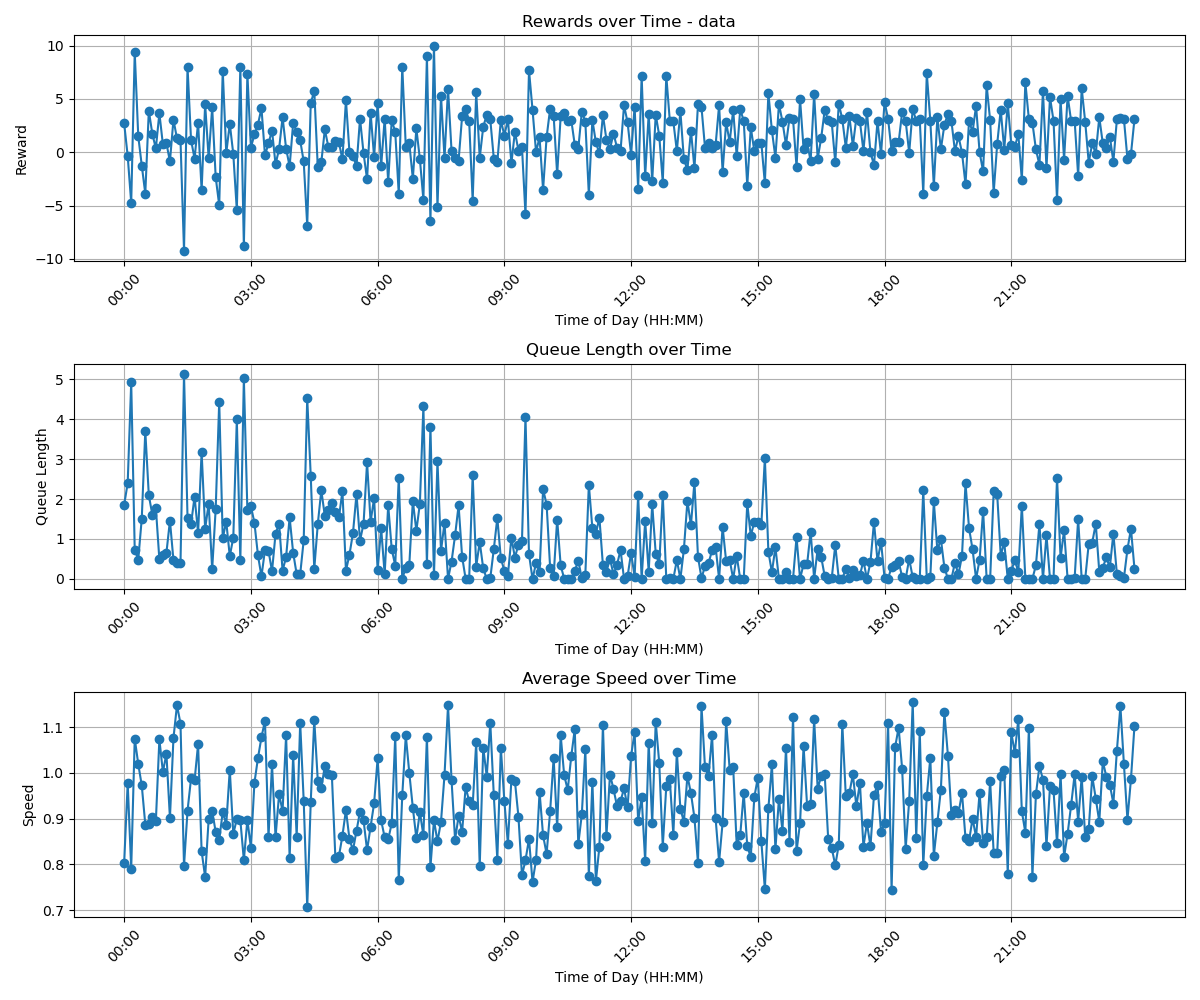 Rewards over Time - data
Reward
10
5
0
−5
−10
00:00 03:00 06:00 09:00 12:00 15:00 18:00 21:00
Time of Day (HH:MM)
Queue Length over Time
Queue Length
5
4
3
2
1
0
00:00 03:00 06:00 09:00 12:00 15:00 18:00 21:00
Time of Day (HH:MM)
Average Speed over Time
Speed
1.1
1.0
0.9
0.8
0.7
00:00 03:00 06:00 09:00 12:00 15:00 18:00 21:00
Time of Day (HH:MM)